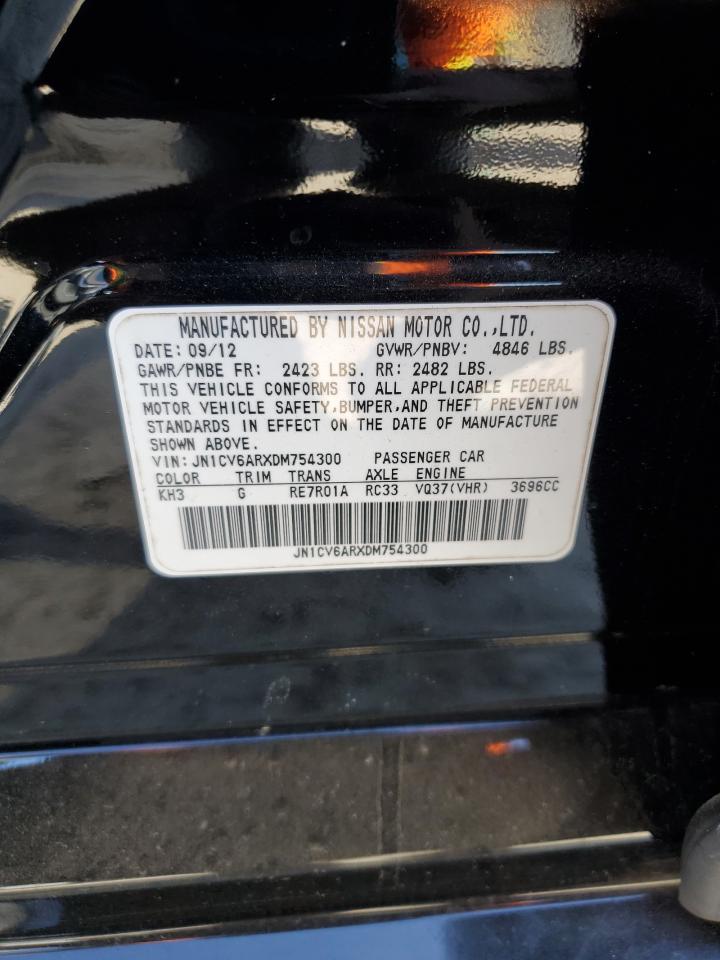 MANUFACTURED BY NISSAN MOTOR CO.,LTD.
DATE: 09/12 GVWR/PNBV: 4846 LBS.
GAWR/PNBE FR: 2423 LBS. RR: 2482 LBS.
THIS VEHICLE CONFORMS TO ALL APPLICABLE FEDERAL
MOTOR VEHICLE SAFETY,BUMPER,AND THEFT PREVENTION
STANDARDS IN EFFECT ON THE DATE OF MANUFACTURE
SHOWN ABOVE.
VIN: JN1CV6ARXDM754300 PASSENGER CAR
COLOR TRIM TRANS AXLE ENGINE
KH3 G RE7R01A RC33 VQ37(VHR) 3696CC
JN1CV6ARXDM754300